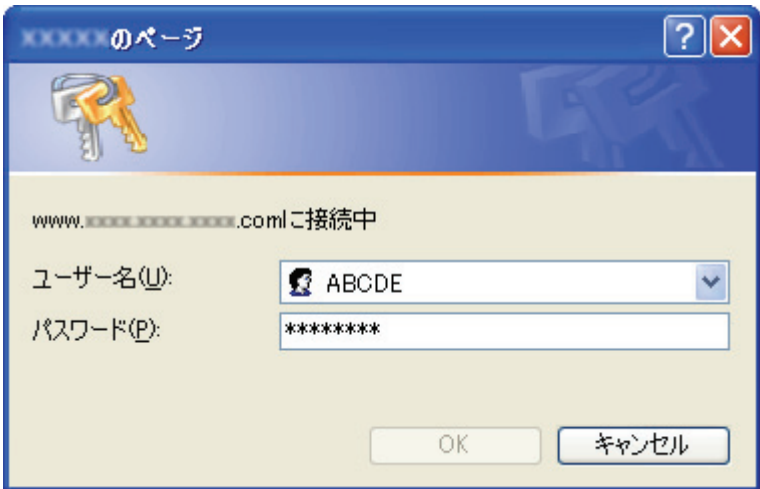 のページ
www. .comに接続中
ユーザー名(U):
ABCDE
パスワード(P):
********
OK
キャンセル